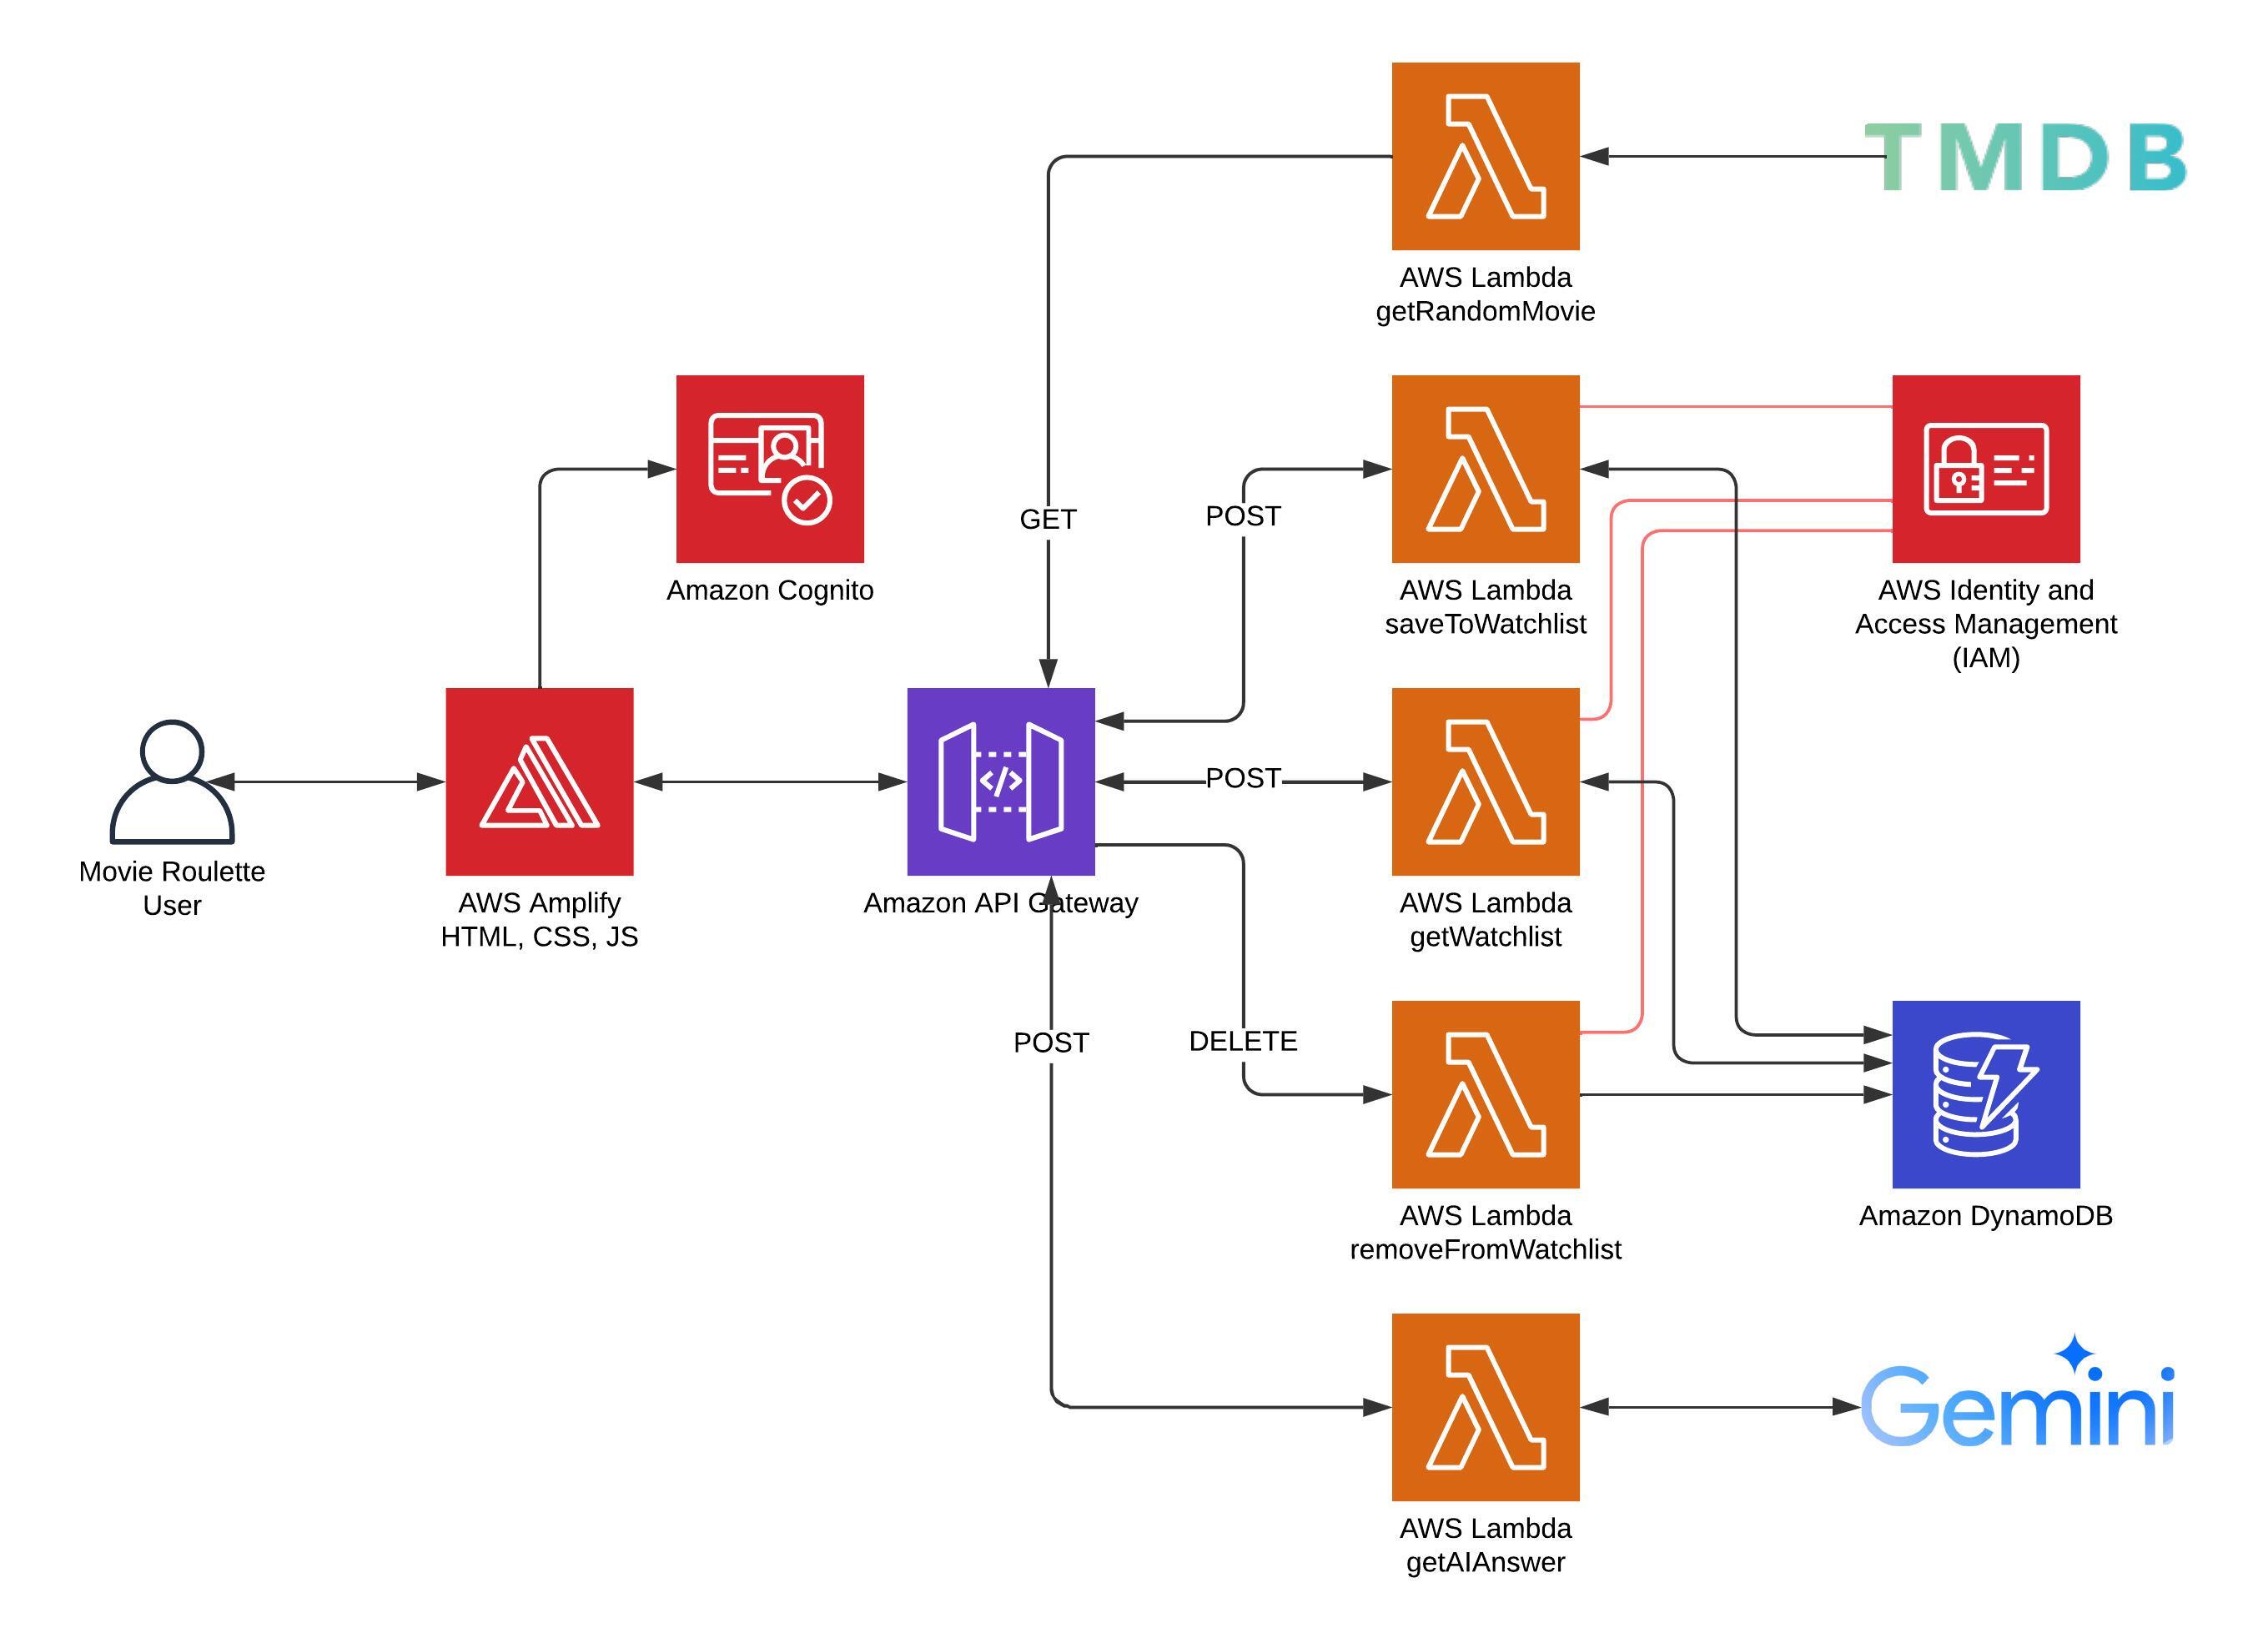 TMDB
AWS Lambda
getRandomMovie
GET
POST
Amazon Cognito
AWS Lambda
saveToWatchlist
AWS Identity and
Access Management
(IAM)
POST
Movie Roulette
User
AWS Amplify
HTML, CSS, JS
Amazon API Gateway
AWS Lambda
getWatchlist
POST
DELETE
AWS Lambda
removeFromWatchlist
Amazon DynamoDB
Gemini
AWS Lambda
getAIAnswer